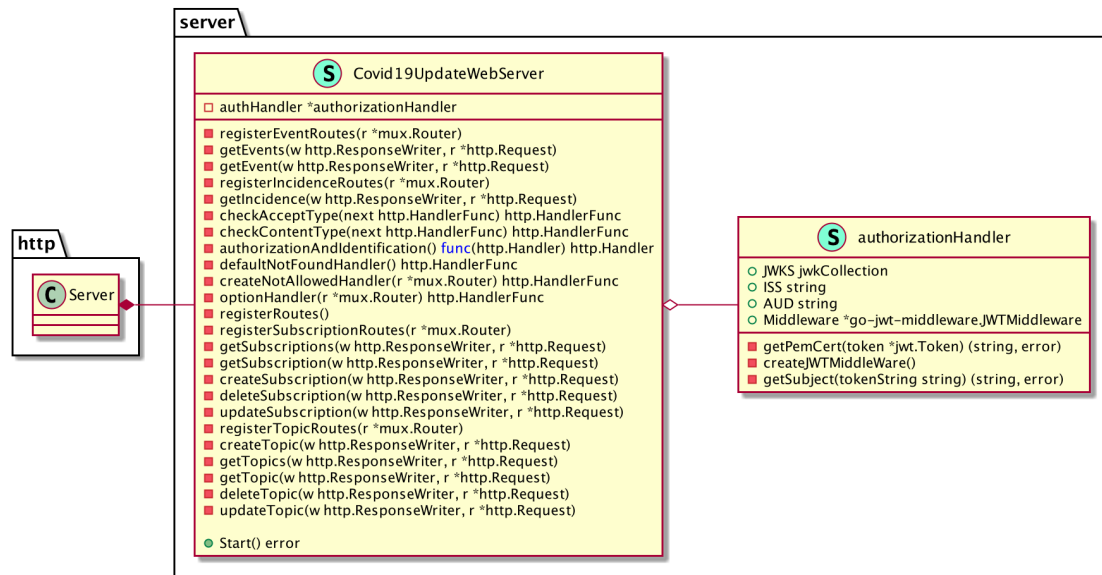 server
S Covid19UpdateWebServer
authHandler *authorizationHandler
registerEventRoutes(r *mux.Router)
getEvents(w http.ResponseWriter, r *http.Request)
getEvent(w http.ResponseWriter, r *http.Request)
registerIncidenceRoutes(r *mux.Router)
getIncidence(w http.ResponseWriter, r *http.Request)
checkAcceptType(next http.HandlerFunc) http.HandlerFunc
checkContentType(next http.HandlerFunc) http.HandlerFunc
authorizationAndIdentification() func(http.Handler) http.Handler
defaultNotFoundHandler() http.HandlerFunc
createNotAllowedHandler(r *mux.Router) http.HandlerFunc
optionHandler(r *mux.Router) http.HandlerFunc
registerRoutes()
registerSubscriptionRoutes(r *mux.Router)
getSubscriptions(w http.ResponseWriter, r *http.Request)
getSubscription(w http.ResponseWriter, r *http.Request)
createSubscription(w http.ResponseWriter, r *http.Request)
deleteSubscription(w http.ResponseWriter, r *http.Request)
updateSubscription(w http.ResponseWriter, r *http.Request)
registerTopicRoutes(r *mux.Router)
createTopic(w http.ResponseWriter, r *http.Request)
getTopics(w http.ResponseWriter, r *http.Request)
getTopic(w http.ResponseWriter, r *http.Request)
deleteTopic(w http.ResponseWriter, r *http.Request)
updateTopic(w http.ResponseWriter, r *http.Request)
Start() error
http
C Server
S authorizationHandler
JWKS jwkCollection
ISS string
AUD string
Middleware *go-jwt-middleware.JWTMiddleware
getPemCert(token *jwt.Token) (string, error)
createJWTMiddleWare()
getSubject(tokenString string) (string, error)